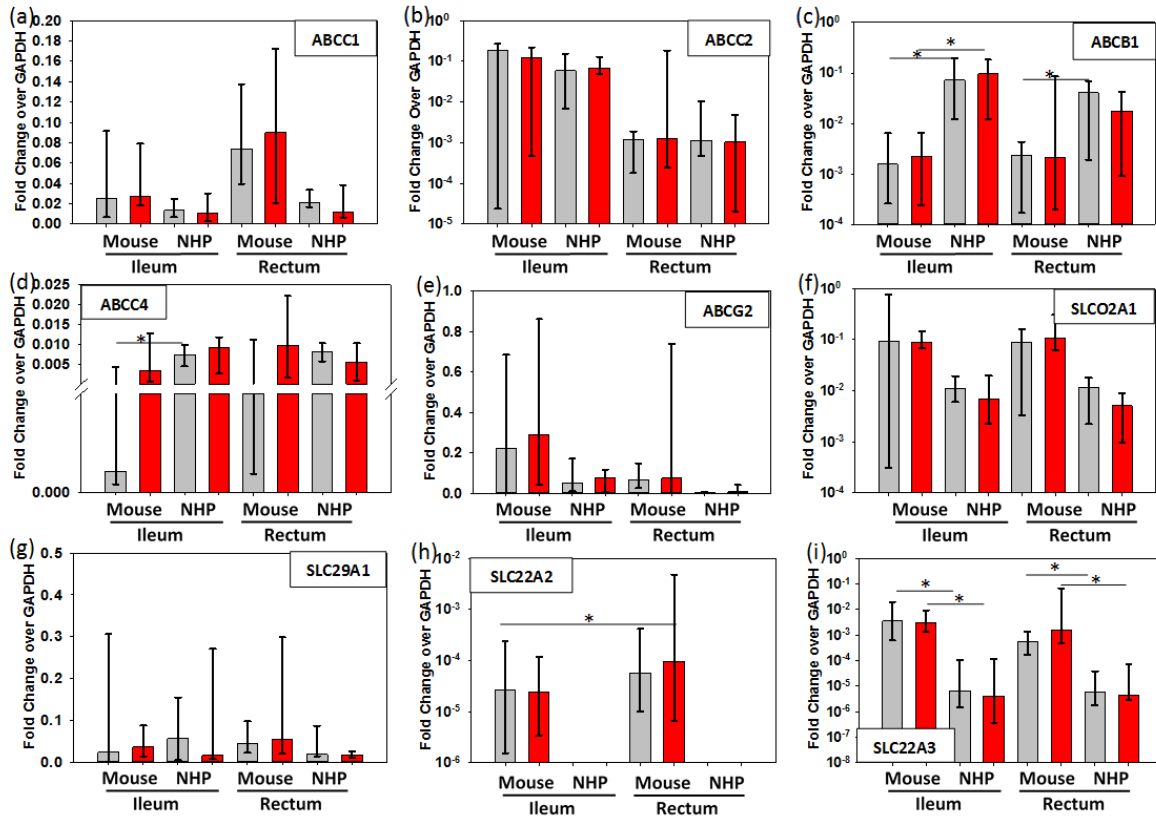 (a)
ABCC1
Fold Change over GAPDH
0.20
0.18
0.16
0.14
0.12
0.10
0.08
0.06
0.04
0.02
0.00
Mouse NHP Mouse NHP
Ileum Rectum
(b)
ABCC2
Fold Change Over GAPDH
10^0
10^-1
10^-2
10^-3
10^-4
10^-5
Mouse NHP Mouse NHP
Ileum Rectum
(c)
ABCB1
Fold Change over GAPDH
10^0
10^-1
10^-2
10^-3
10^-4
* * *
Mouse NHP Mouse NHP
Ileum Rectum
(d)
ABCC4
Fold Change over GAPDH
0.025
0.020
0.015
0.010
0.005
0.000
*
Mouse NHP Mouse NHP
Ileum Rectum
(e)
ABCG2
Fold Change over GAPDH
1.0
0.8
0.6
0.4
0.2
0.0
Mouse NHP Mouse NHP
Ileum Rectum
(f)
SLCO2A1
Fold Change over GAPDH
10^0
10^-1
10^-2
10^-3
10^-4
Mouse NHP Mouse NHP
Ileum Rectum
(g)
SLC29A1
Fold Change over GAPDH
0.5
0.4
0.3
0.2
0.1
0.0
Mouse NHP Mouse NHP
Ileum Rectum
(h)
SLC22A2
Fold Change over GAPDH
10^-2
10^-3
10^-4
10^-5
10^-6
*
Mouse NHP Mouse NHP
Ileum Rectum
(i)
SLC22A3
Fold Change over GAPDH
10^0
10^-1
10^-2
10^-3
10^-4
10^-5
10^-6
10^-7
10^-8
* * * *
Mouse NHP Mouse NHP
Ileum Rectum